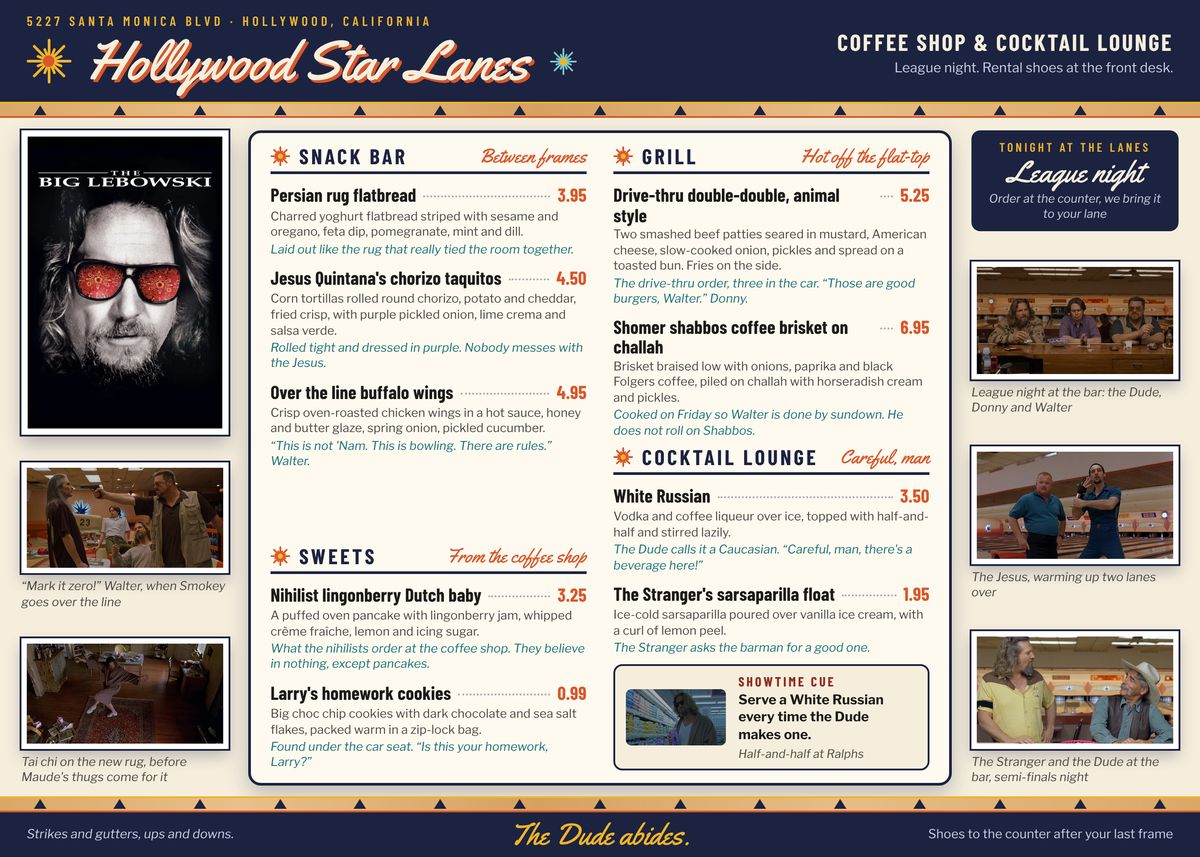 5227 SANTA MONICA BLVD · HOLLYWOOD, CALIFORNIA
Hollywood Star Lanes
COFFEE SHOP & COCKTAIL LOUNGE
League night. Rental shoes at the front desk.
THE
BIG LEBOWSKI
23
“Mark it zero!” Walter, when Smokey
goes over the line
Tai chi on the new rug, before
Maude's thugs come for it
SNACK BAR
Between frames
Persian rug flatbread 3.95
Charred yoghurt flatbread striped with sesame and
oregano, feta dip, pomegranate, mint and dill.
Laid out like the rug that really tied the room together.
Jesus Quintana's chorizo taquitos 4.50
Corn tortillas rolled round chorizo, potato and cheddar,
fried crisp, with purple pickled onion, lime crema and
salsa verde.
Rolled tight and dressed in purple. Nobody messes with
the Jesus.
Over the line buffalo wings 4.95
Crisp oven-roasted chicken wings in a hot sauce, honey
and butter glaze, spring onion, pickled cucumber.
“This is not 'Nam. This is bowling. There are rules.”
Walter.
SWEETS
From the coffee shop
Nihilist lingonberry Dutch baby 3.25
A puffed oven pancake with lingonberry jam, whipped
crème fraîche, lemon and icing sugar.
What the nihilists order at the coffee shop. They believe
in nothing, except pancakes.
Larry's homework cookies 0.99
Big choc chip cookies with dark chocolate and sea salt
flakes, packed warm in a zip-lock bag.
Found under the car seat. “Is this your homework,
Larry?”
GRILL
Hot off the flat-top
Drive-thru double-double, animal 5.25
style
Two smashed beef patties seared in mustard, American
cheese, slow-cooked onion, pickles and spread on a
toasted bun. Fries on the side.
The drive-thru order, three in the car. “Those are good
burgers, Walter.” Donny.
Shomer shabbos coffee brisket on 6.95
challah
Brisket braised low with onions, paprika and black
Folgers coffee, piled on challah with horseradish cream
and pickles.
Cooked on Friday so Walter is done by sundown. He
does not roll on Shabbos.
COCKTAIL LOUNGE
Careful, man
White Russian 3.50
Vodka and coffee liqueur over ice, topped with half-and-
half and stirred lazily.
The Dude calls it a Caucasian. “Careful, man, there's a
beverage here!”
The Stranger's sarsaparilla float 1.95
Ice-cold sarsaparilla poured over vanilla ice cream, with
a curl of lemon peel.
The Stranger asks the barman for a good one.
SHOWTIME CUE
Serve a White Russian
every time the Dude
makes one.
Half-and-half at Ralphs
TONIGHT AT THE LANES
League night
Order at the counter, we bring it
to your lane
League night at the bar: the Dude,
Donny and Walter
The Jesus, warming up two lanes
over
The Stranger and the Dude at the
bar, semi-finals night
Strikes and gutters, ups and downs.
The Dude abides.
Shoes to the counter after your last frame